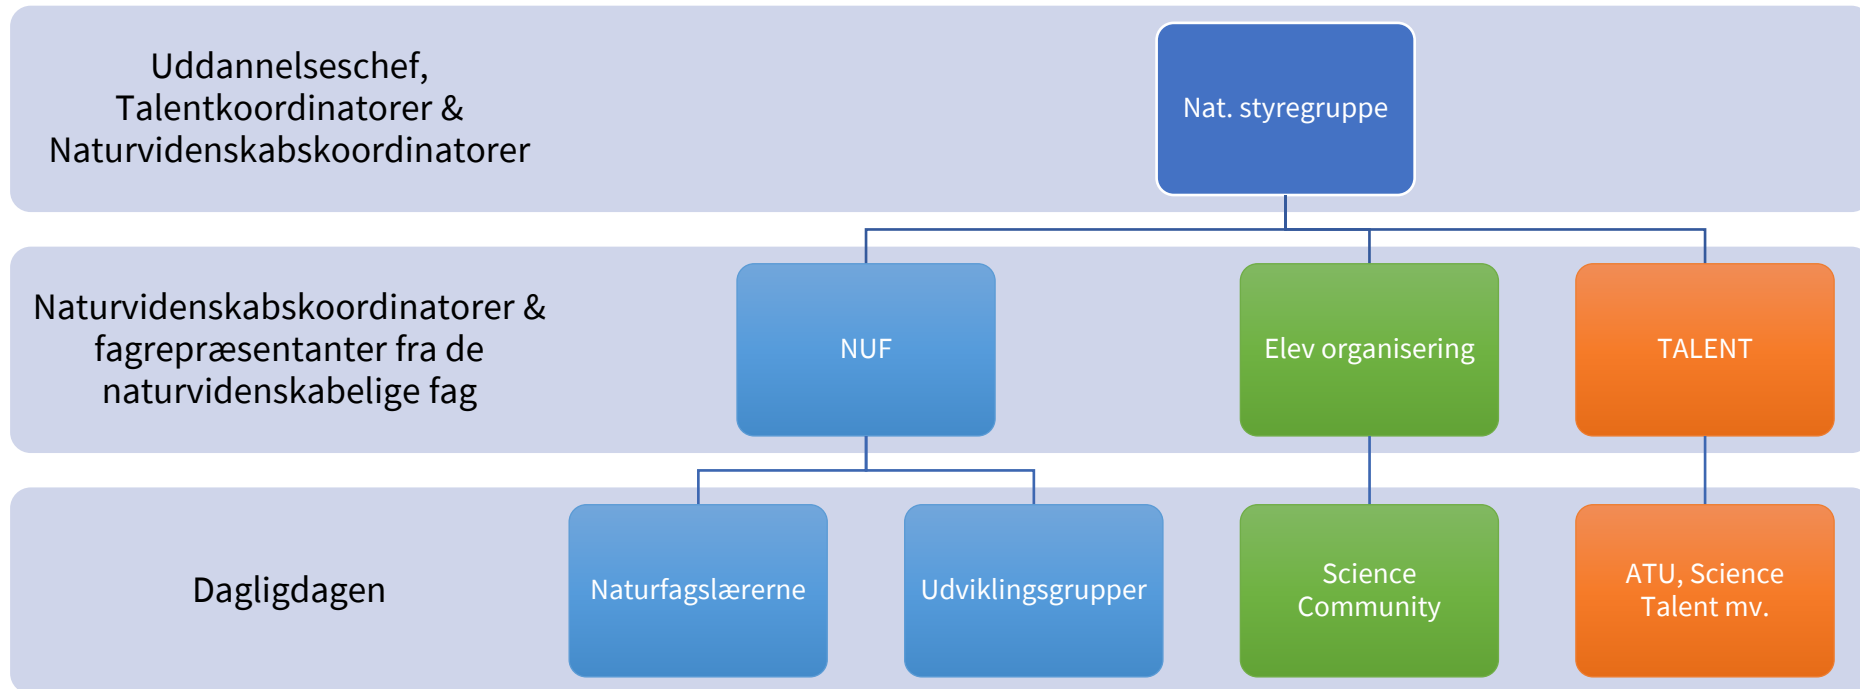 Uddannelseschef,
Talentkoordinatorer &
Naturvidenskabskoordinatorer
Nat. styregruppe
Naturvidenskabskoordinatorer &
fagrepræsentanter fra de
naturvidenskabelige fag
NUF
Elev organisering
TALENT
Dagligdagen
Naturfagslærerne
Udviklingsgrupper
Science
Community
ATU, Science
Talent mv.